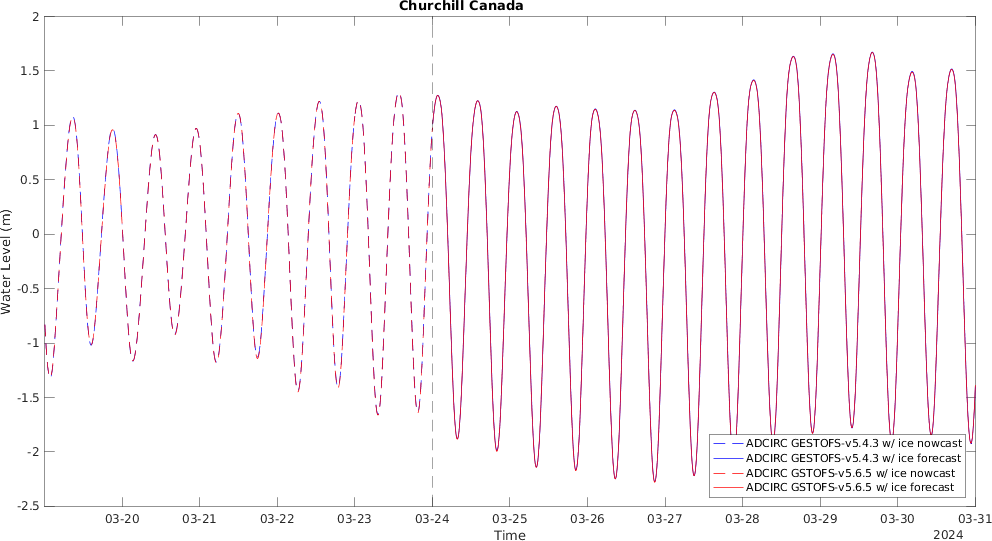 Churchill Canada
2
1.5
1
0.5
0
-0.5
-1
-1.5
-2
-2.5
Water Level (m)
ADCIRC GESTOFS-v5.4.3 w/ ice nowcast
ADCIRC GESTOFS-v5.4.3 w/ ice forecast
ADCIRC GSTOFS-v5.6.5 w/ ice nowcast
ADCIRC GSTOFS-v5.6.5 w/ ice forecast
03-20 03-21 03-22 03-23 03-24 03-25 03-26 03-27 03-28 03-29 03-30 03-31
Time
2024